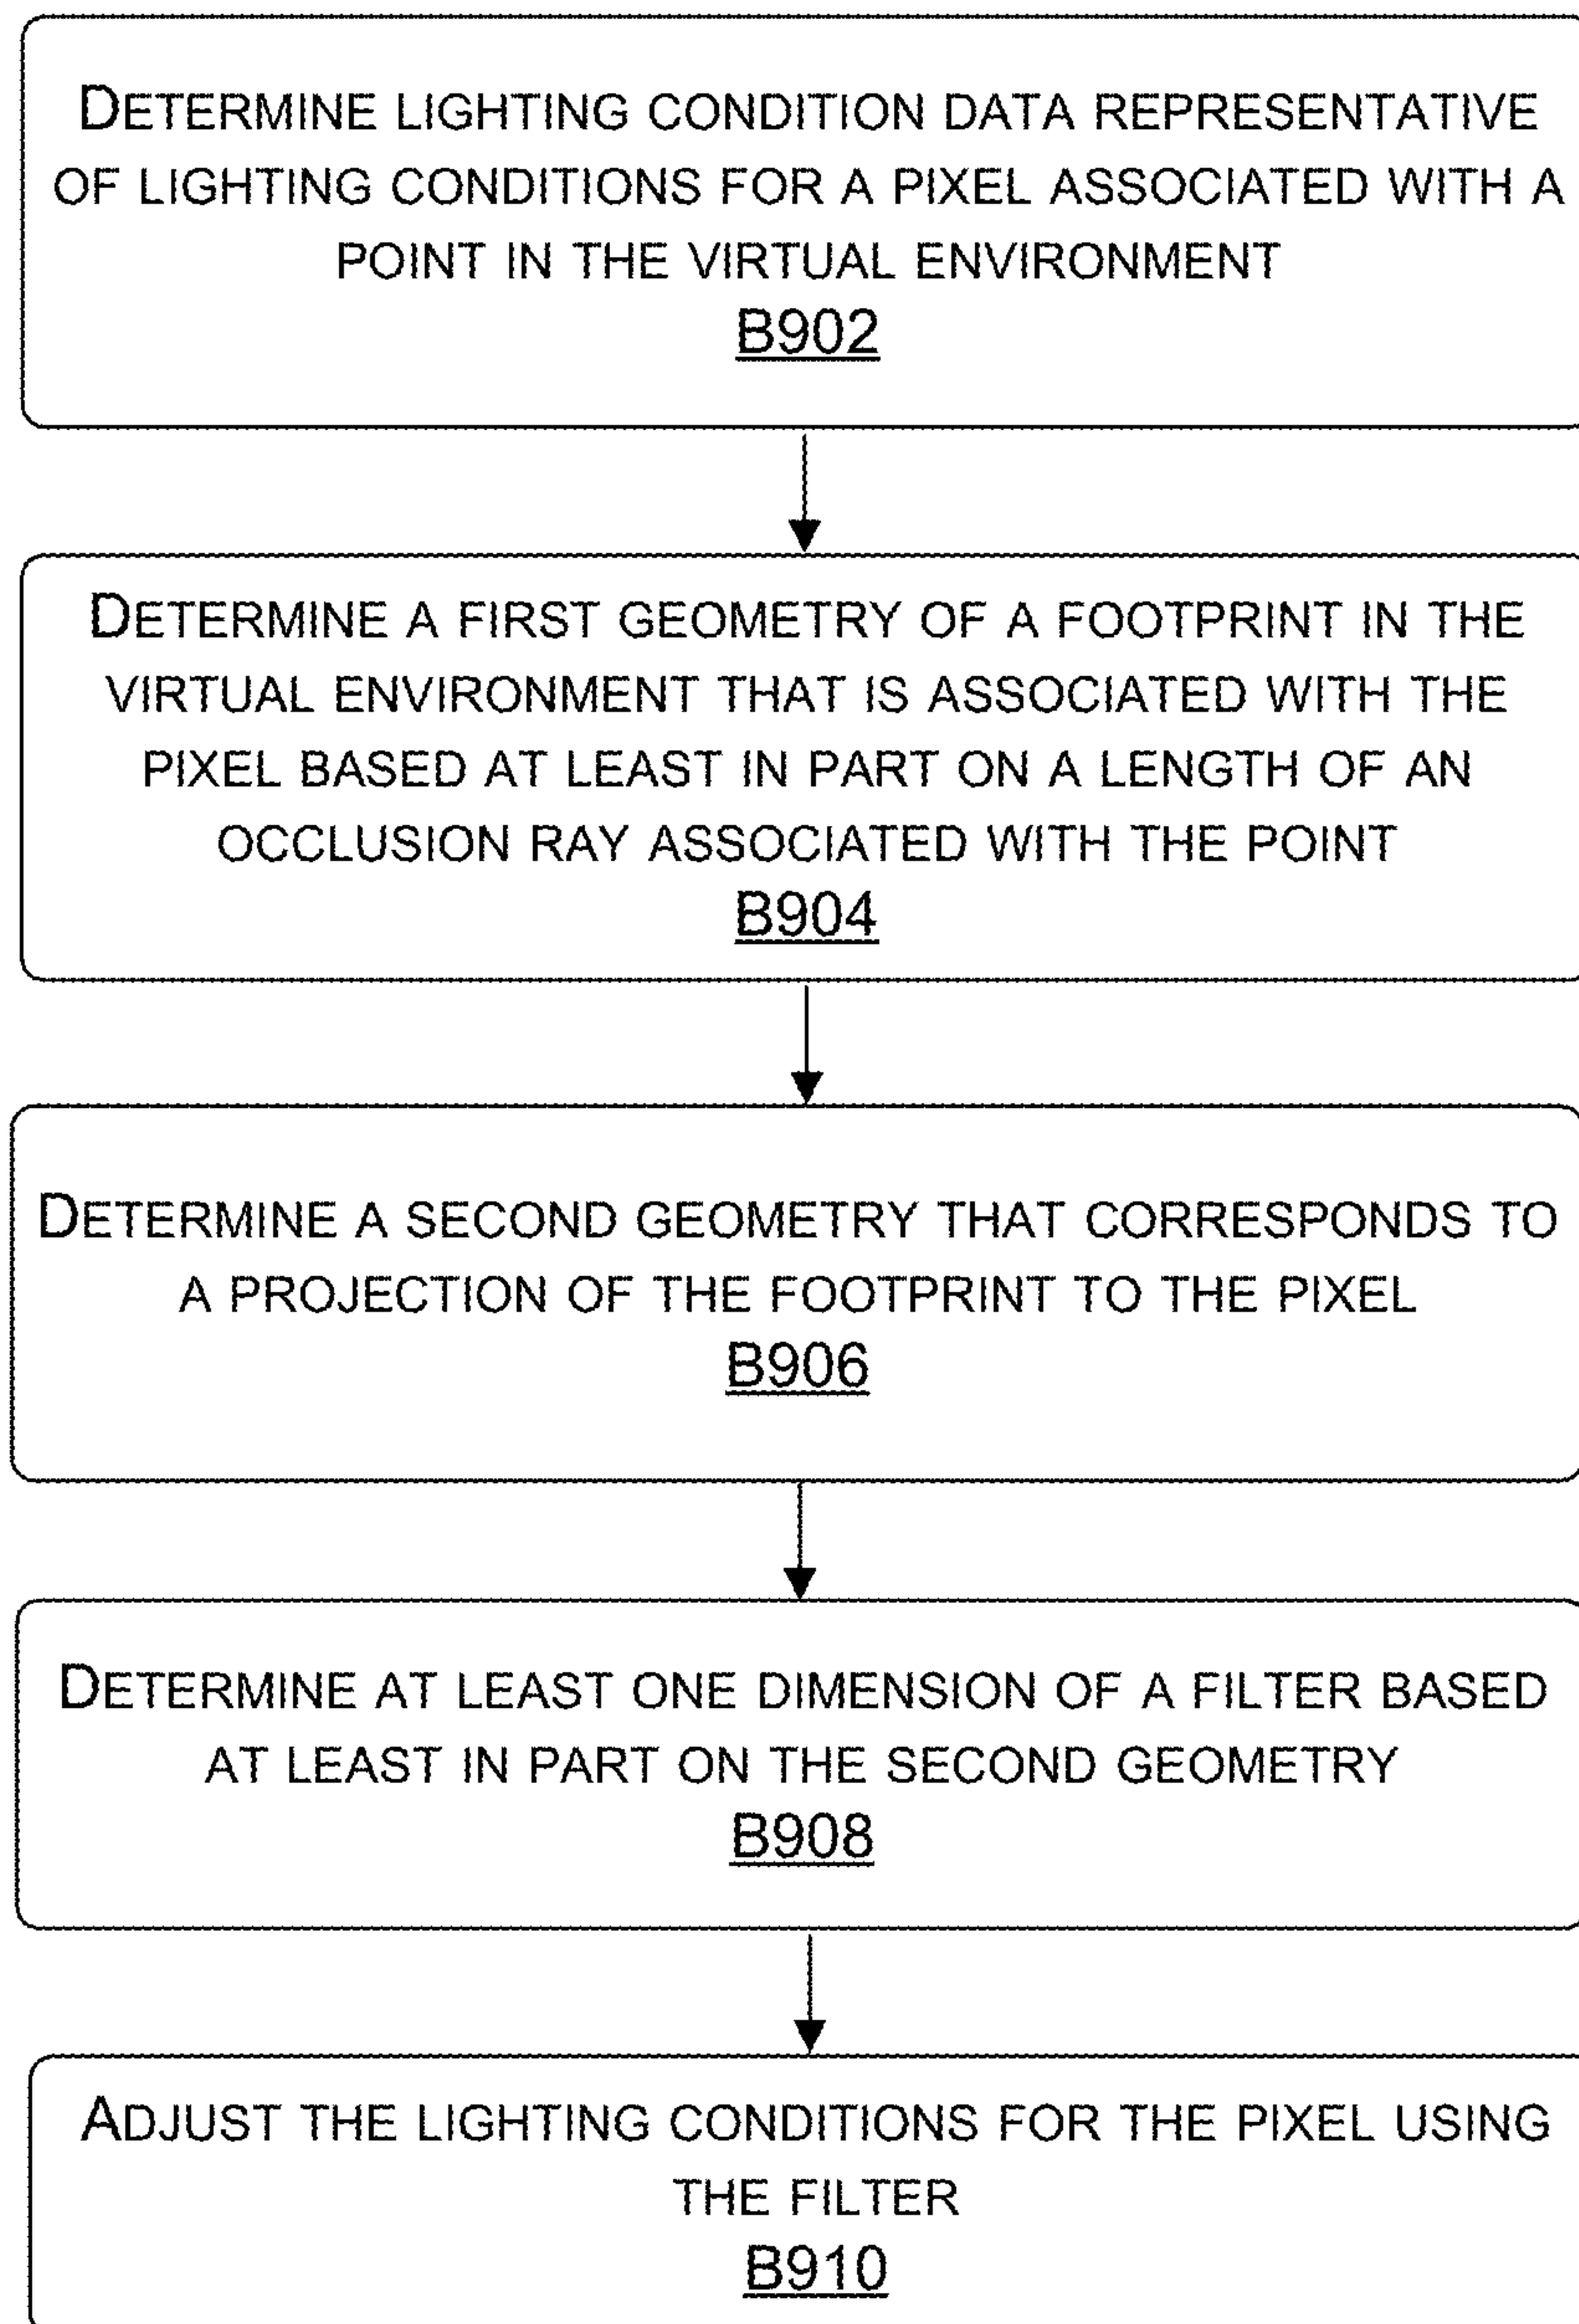 DETERMINE LIGHTING CONDITION DATA REPRESENTATIVE
OF LIGHTING CONDITIONS FOR A PIXEL ASSOCIATED WITH A
POINT IN THE VIRTUAL ENVIRONMENT
B902
DETERMINE A FIRST GEOMETRY OF A FOOTPRINT IN THE
VIRTUAL ENVIRONMENT THAT IS ASSOCIATED WITH THE
PIXEL BASED AT LEAST IN PART ON A LENGTH OF AN
OCCLUSION RAY ASSOCIATED WITH THE POINT
B904
DETERMINE A SECOND GEOMETRY THAT CORRESPONDS TO
A PROJECTION OF THE FOOTPRINT TO THE PIXEL
B906
DETERMINE AT LEAST ONE DIMENSION OF A FILTER BASED
AT LEAST IN PART ON THE SECOND GEOMETRY
B908
ADJUST THE LIGHTING CONDITIONS FOR THE PIXEL USING
THE FILTER
B910